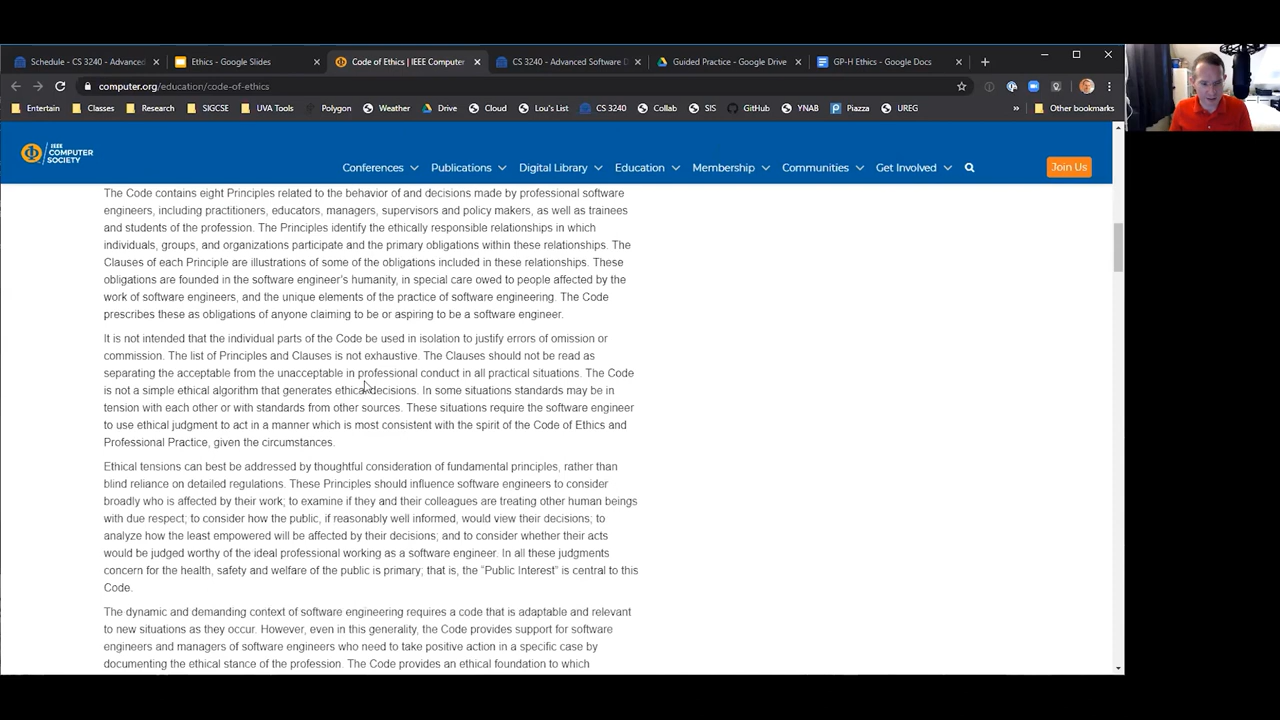 Schedule - CS 3240 - Advanced
Ethics - Google Slides
Code of Ethics | IEEE Computer
CS 3240 - Advanced Software D
Guided Practice - Google Drive
GP-H Ethics - Google Docs
computer.org/education/code-of-ethics
Entertain
Classes
Research
SIGCSE
UVA Tools
Polygon
Weather
Drive
Cloud
Lou's List
CS 3240
Collab
SIS
GitHub
YNAB
Piazza
UREG
»
Other bookmarks
IEEE
COMPUTER
SOCIETY
Conferences
Publications
Digital Library
Education
Membership
Communities
Get Involved
Join Us
The Code contains eight Principles related to the behavior of and decisions made by professional software
engineers, including practitioners, educators, managers, supervisors and policy makers, as well as trainees
and students of the profession. The Principles identify the ethically responsible relationships in which
individuals, groups, and organizations participate and the primary obligations within these relationships. The
Clauses of each Principle are illustrations of some of the obligations included in these relationships. These
obligations are founded in the software engineer's humanity, in special care owed to people affected by the
work of software engineers, and the unique elements of the practice of software engineering. The Code
prescribes these as obligations of anyone claiming to be or aspiring to be a software engineer.
It is not intended that the individual parts of the Code be used in isolation to justify errors of omission or
commission. The list of Principles and Clauses is not exhaustive. The Clauses should not be read as
separating the acceptable from the unacceptable in professional conduct in all practical situations. The Code
is not a simple ethical algorithm that generates ethical decisions. In some situations standards may be in
tension with each other or with standards from other sources. These situations require the software engineer
to use ethical judgment to act in a manner which is most consistent with the spirit of the Code of Ethics and
Professional Practice, given the circumstances.
Ethical tensions can best be addressed by thoughtful consideration of fundamental principles, rather than
blind reliance on detailed regulations. These Principles should influence software engineers to consider
broadly who is affected by their work; to examine if they and their colleagues are treating other human beings
with due respect; to consider how the public, if reasonably well informed, would view their decisions; to
analyze how the least empowered will be affected by their decisions; and to consider whether their acts
would be judged worthy of the ideal professional working as a software engineer. In all these judgments
concern for the health, safety and welfare of the public is primary; that is, the “Public Interest” is central to this
Code.
The dynamic and demanding context of software engineering requires a code that is adaptable and relevant
to new situations as they occur. However, even in this generality, the Code provides support for software
engineers and managers of software engineers who need to take positive action in a specific case by
documenting the ethical stance of the profession. The Code provides an ethical foundation to which